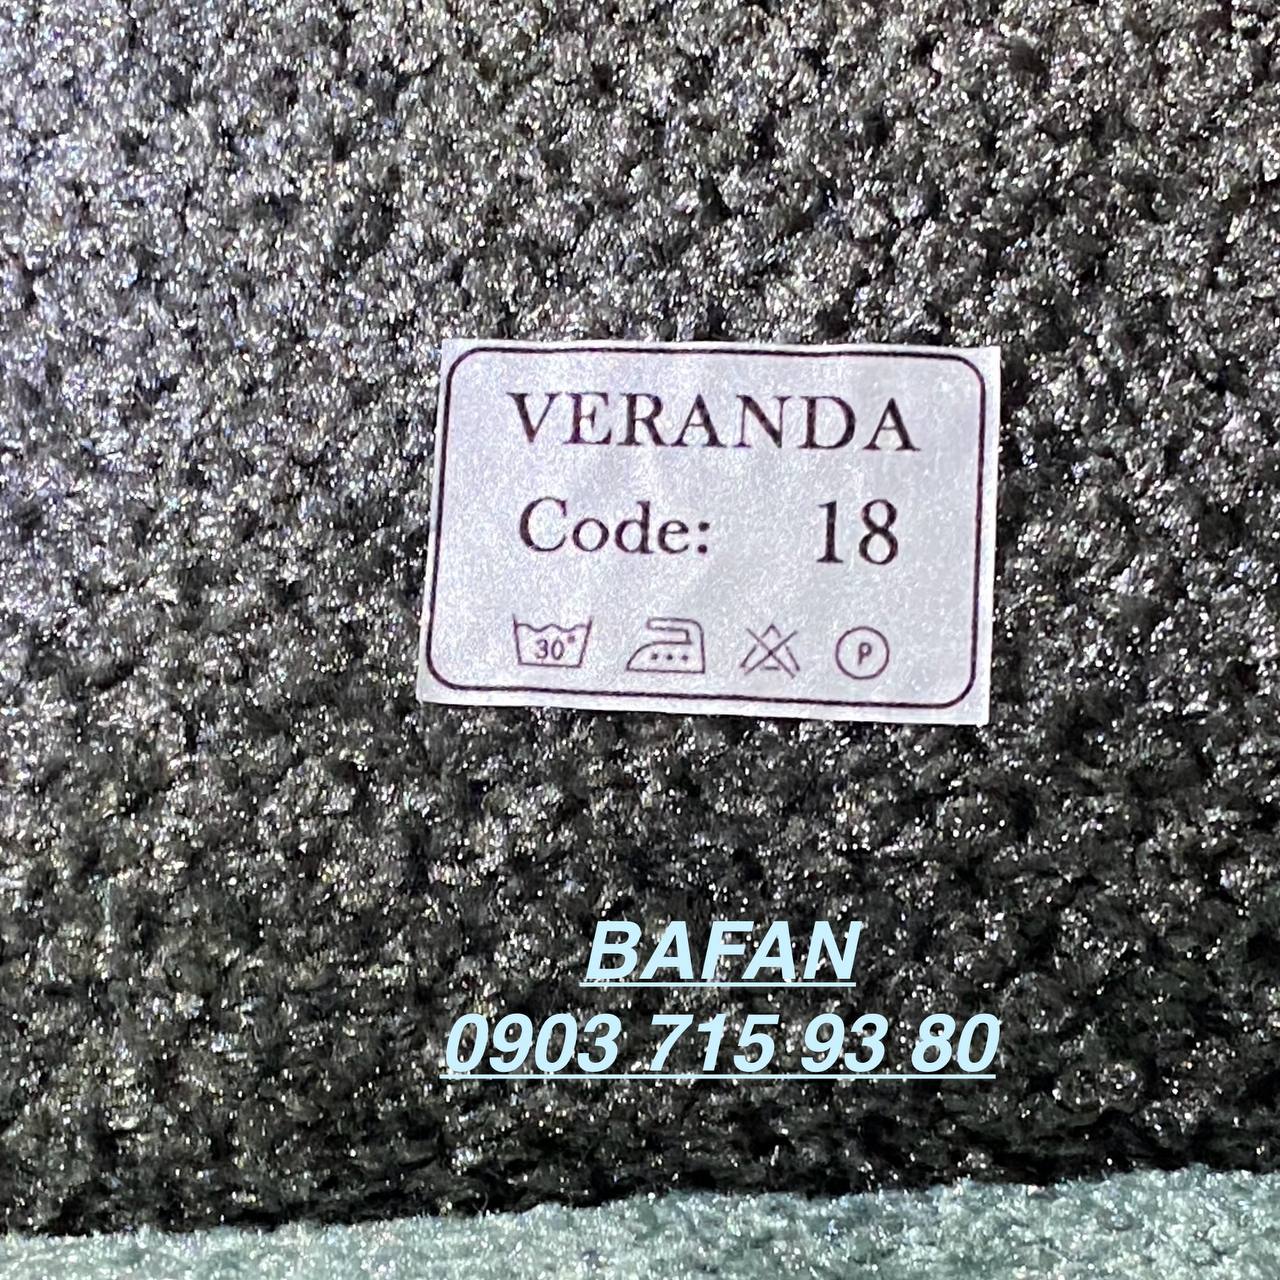 VERANDA
Code: 18
30°
P
BAFAN
0903 715 93 80